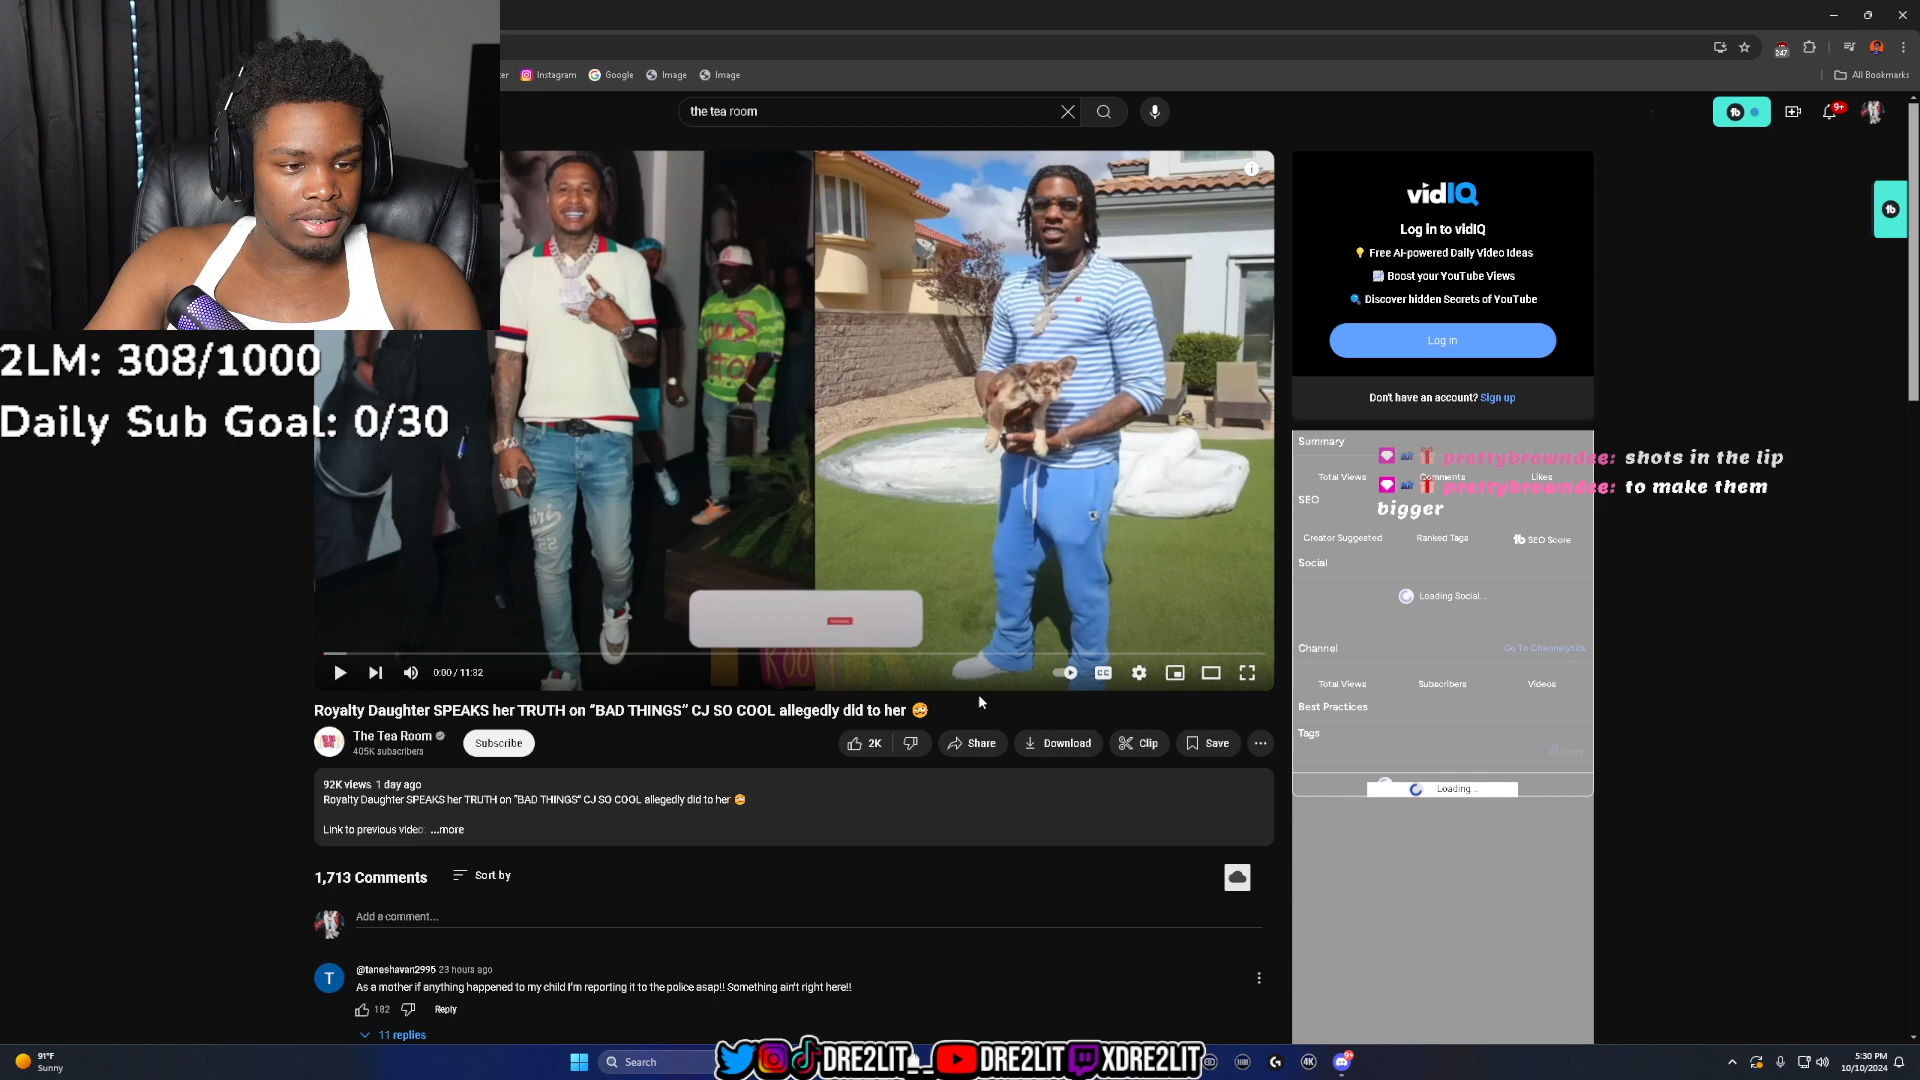 Instagram
Google
Image
Image
All Bookmarks
247
the tea room
9+
vidIQ
Log in to vidIQ
Free AI-powered Daily Video Ideas
Boost your YouTube Views
Discover hidden Secrets of YouTube
Log in
Don't have an account? Sign up
2LM: 308/1000
Daily Sub Goal: 0/30
Summary
prettybrowndee: shots in the lip
Total Views Comments Likes
prettybrowndee: to make them
bigger
SEO
Creator Suggested Ranked Tags SEO Score
Social
Loading Social...
Channel Go To Channelytics
Total Views Subscribers Videos
Best Practices
Tags
Copy
Loading...
0:00 / 11:32
Royalty Daughter SPEAKS her TRUTH on “BAD THINGS” CJ SO COOL allegedly did to her
The Tea Room
405K subscribers
Subscribe
2K
Share
Download
Clip
Save
92K views 1 day ago
Royalty Daughter SPEAKS her TRUTH on “BAD THINGS” CJ SO COOL allegedly did to her
Link to previous video: ...more
1,713 Comments
Sort by
Add a comment...
T
@taneshavan2995 23 hours ago
As a mother if anything happened to my child I'm reporting it to the police asap!! Something ain't right here!!
182
Reply
11 replies
91°F
Sunny
Search
DRE2LIT__
DRE2LIT
XDRE2LIT
4K
9+
5:30 PM
10/10/2024